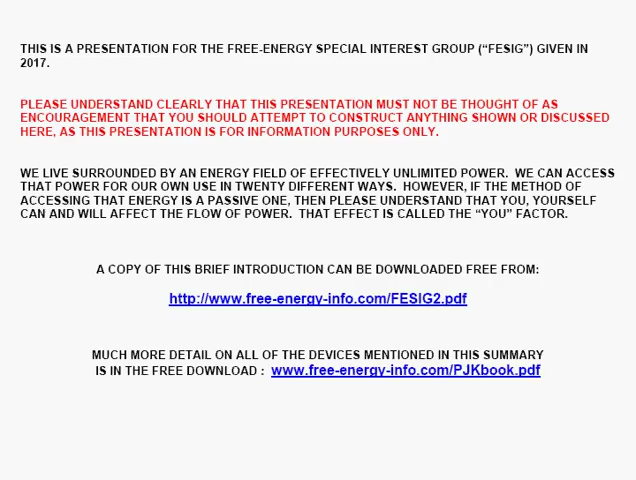 THIS IS A PRESENTATION FOR THE FREE-ENERGY SPECIAL INTEREST GROUP (“FESIG”) GIVEN IN
2017.
PLEASE UNDERSTAND CLEARLY THAT THIS PRESENTATION MUST NOT BE THOUGHT OF AS
ENCOURAGEMENT THAT YOU SHOULD ATTEMPT TO CONSTRUCT ANYTHING SHOWN OR DISCUSSED
HERE, AS THIS PRESENTATION IS FOR INFORMATION PURPOSES ONLY.
WE LIVE SURROUNDED BY AN ENERGY FIELD OF EFFECTIVELY UNLIMITED POWER. WE CAN ACCESS
THAT POWER FOR OUR OWN USE IN TWENTY DIFFERENT WAYS. HOWEVER, IF THE METHOD OF
ACCESSING THAT ENERGY IS A PASSIVE ONE, THEN PLEASE UNDERSTAND THAT YOU, YOURSELF
CAN AND WILL AFFECT THE FLOW OF POWER. THAT EFFECT IS CALLED THE “YOU” FACTOR.
A COPY OF THIS BRIEF INTRODUCTION CAN BE DOWNLOADED FREE FROM:
http://www.free-energy-info.com/FESIG2.pdf
MUCH MORE DETAIL ON ALL OF THE DEVICES MENTIONED IN THIS SUMMARY
IS IN THE FREE DOWNLOAD : www.free-energy-info.com/PJKbook.pdf